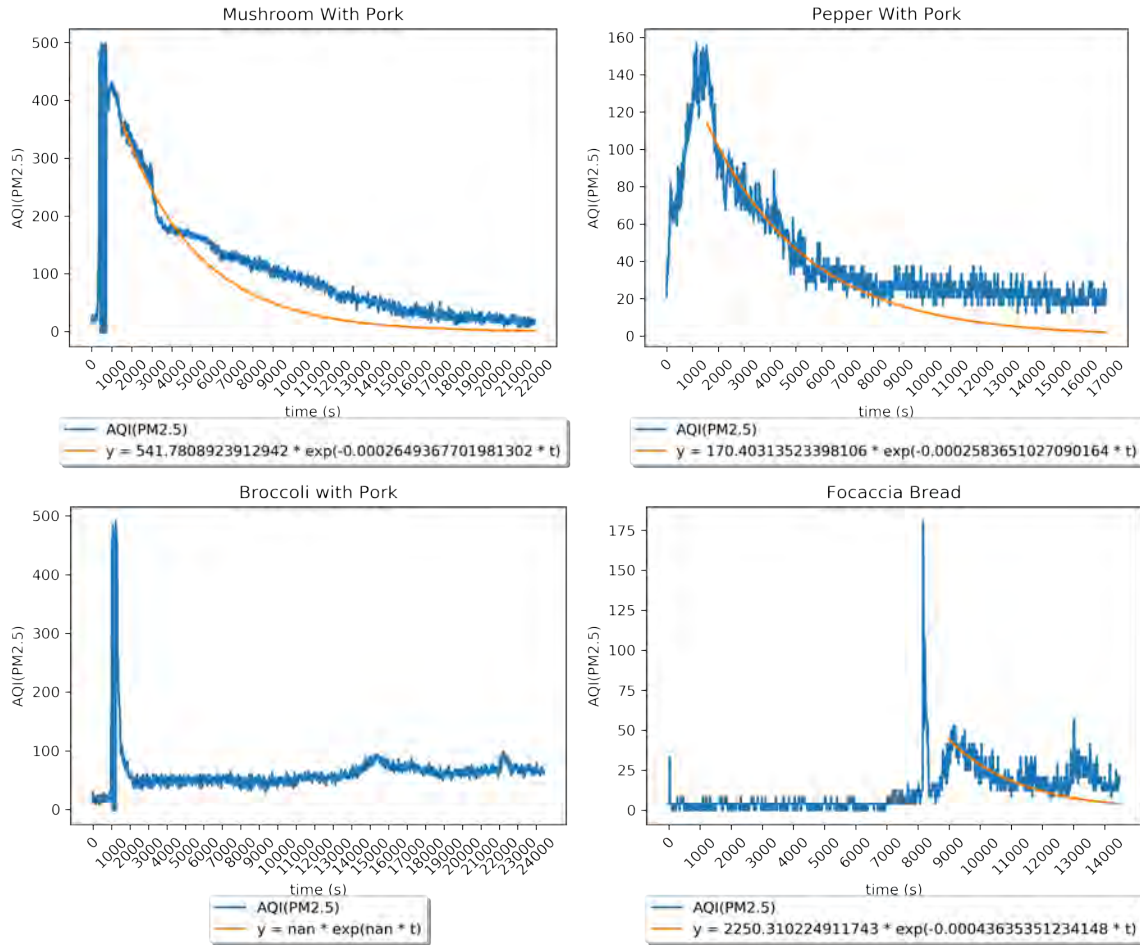 Mushroom With Pork
500
400
300
200
100
0
AQI(PM2.5)
0 1000 2000 3000 4000 5000 6000 7000 8000 9000 10000 11000 12000 13000 14000 15000 16000 17000 18000 19000 20000 21000 22000
time (s)
AQI(PM2.5)
y = 541.7808923912942 * exp(-0.0002649367701981302 * t)
Pepper With Pork
160
140
120
100
80
60
40
20
0
AQI(PM2.5)
0 1000 2000 3000 4000 5000 6000 7000 8000 9000 10000 11000 12000 13000 14000 15000 16000 17000
time (s)
AQI(PM2.5)
y = 170.40313523398106 * exp(-0.00025836510270901​64 * t)
Broccoli with Pork
500
400
300
200
100
0
AQI(PM2.5)
0 1000 2000 3000 4000 5000 6000 7000 8000 9000 10000 11000 12000 13000 14000 15000 16000 17000 18000 19000 20000 21000 22000 23000 24000
time (s)
AQI(PM2.5)
y = nan * exp(nan * t)
Focaccia Bread
175
150
125
100
75
50
25
0
AQI(PM2.5)
0 1000 2000 3000 4000 5000 6000 7000 8000 9000 10000 11000 12000 13000 14000
time (s)
AQI(PM2.5)
y = 2250.310224911743 * exp(-0.00043635351234148 * t)